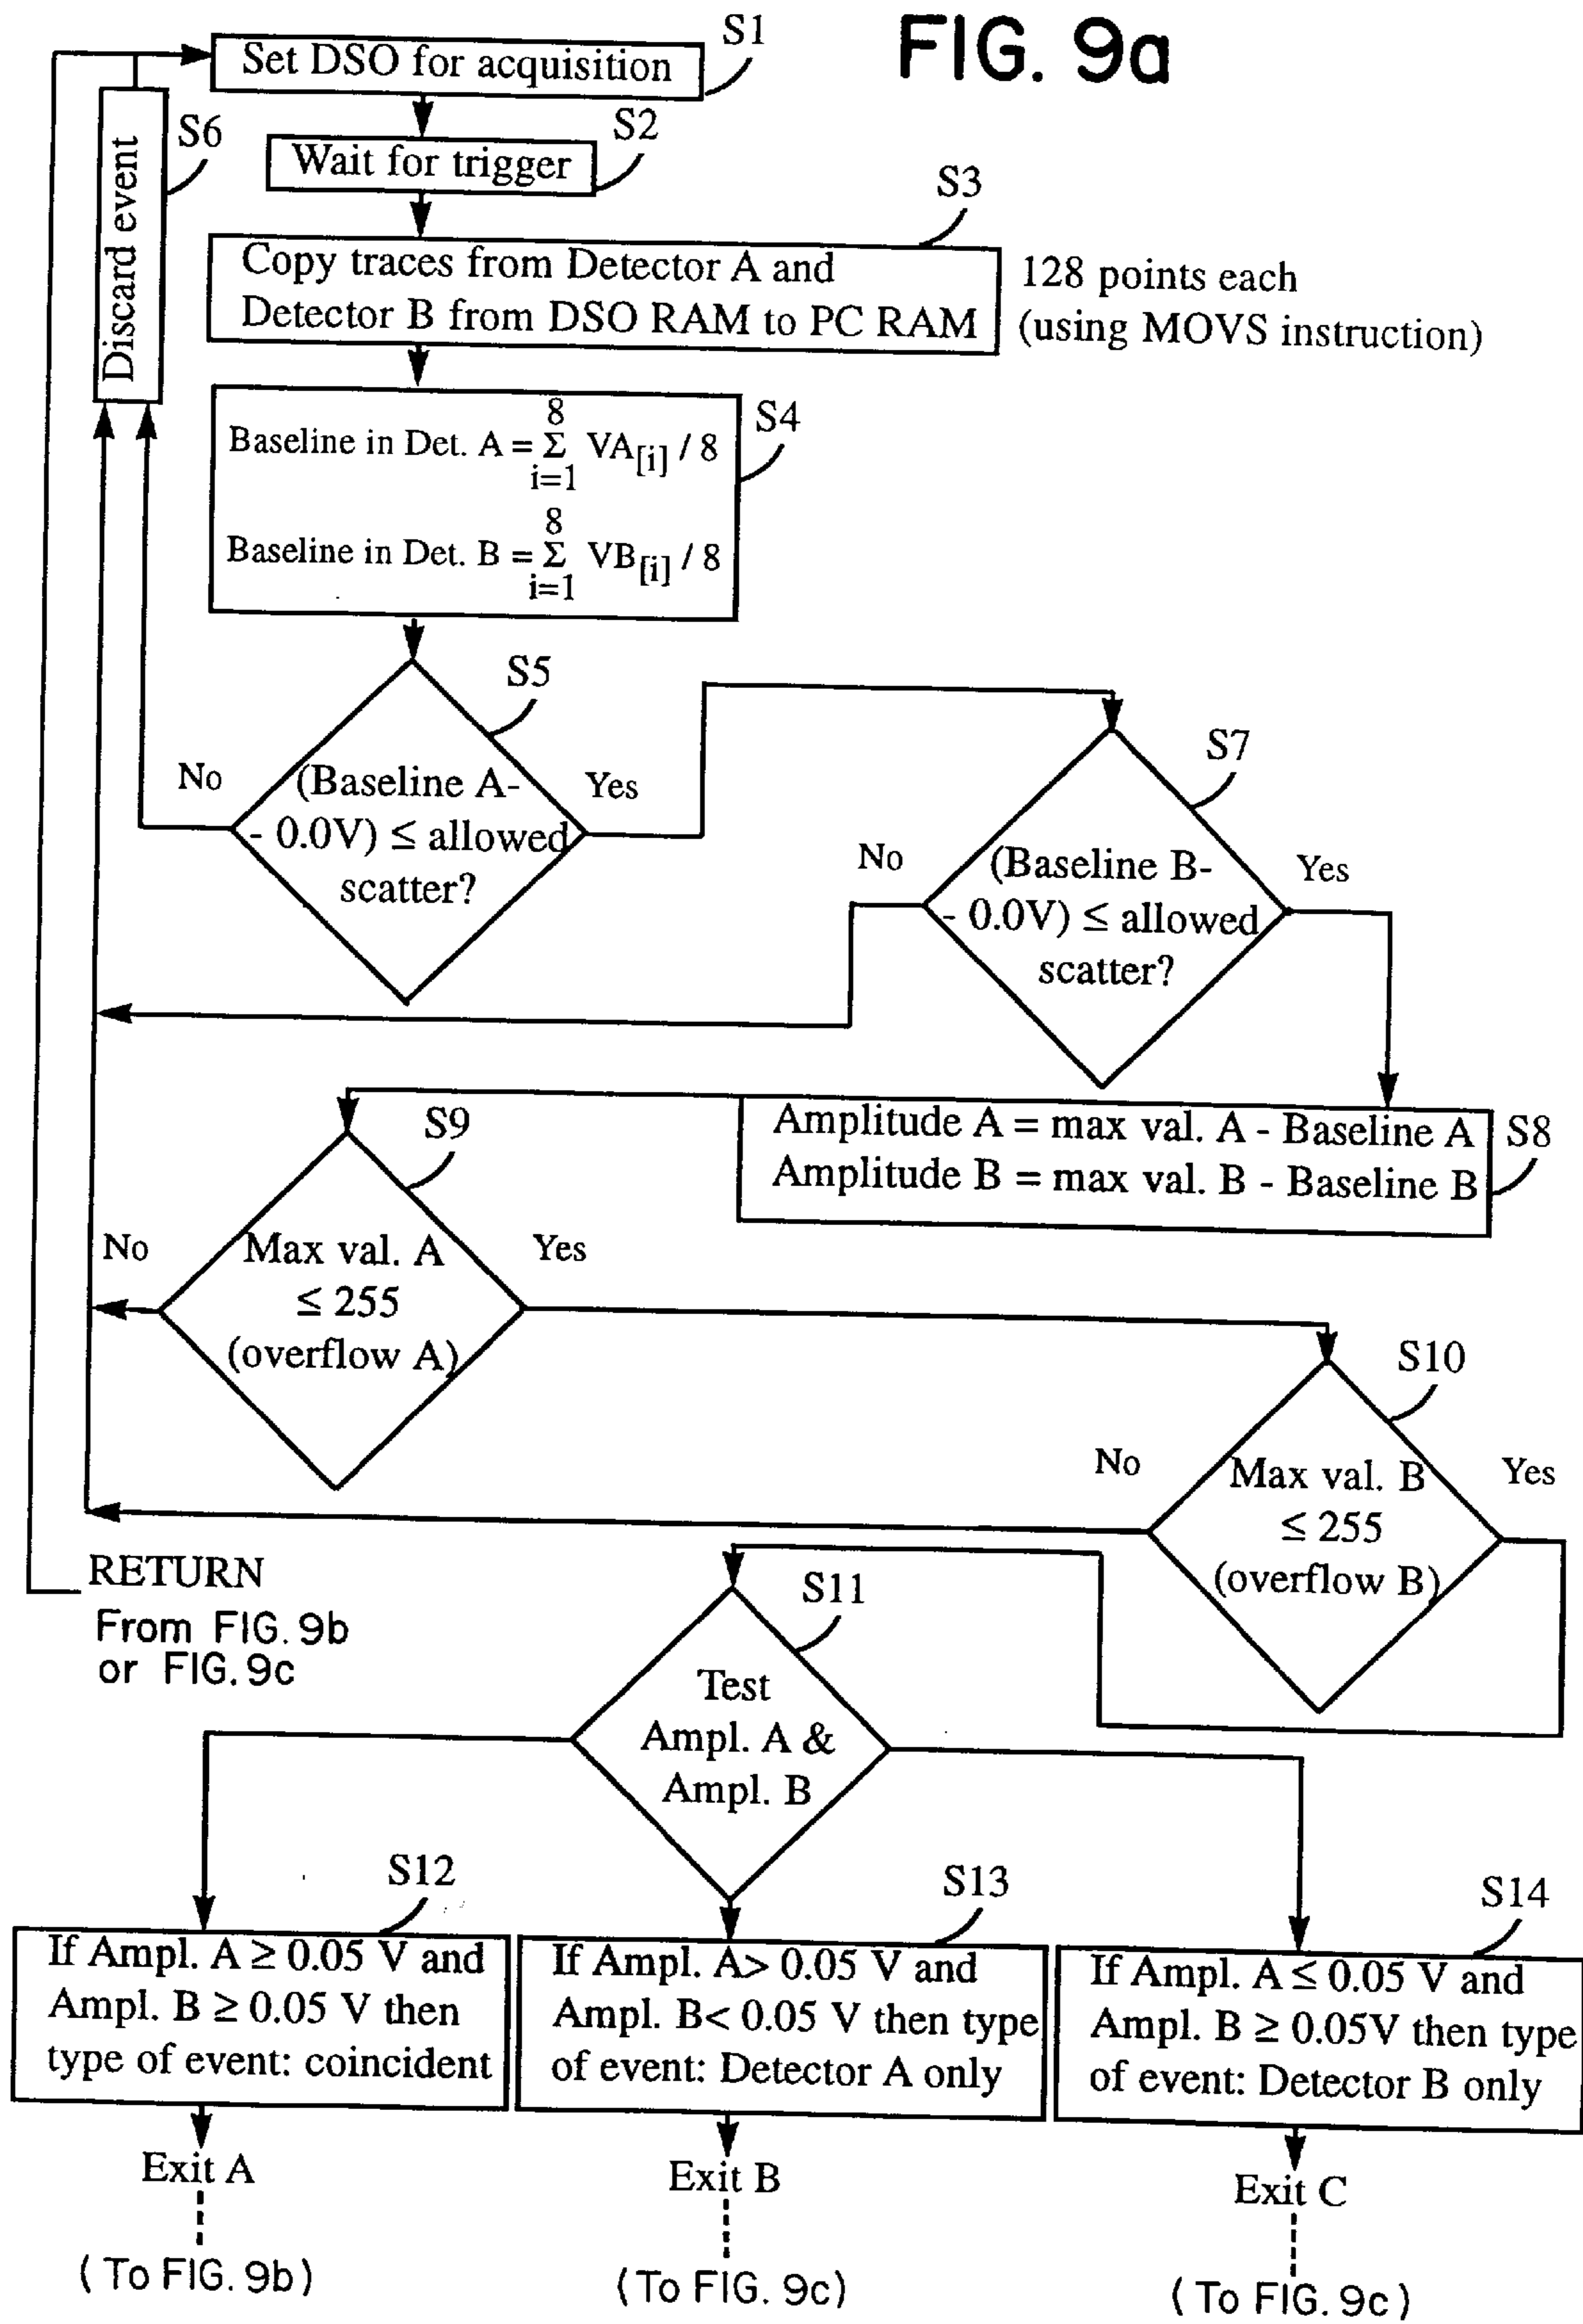 FIG. 9a
S1
Set DSO for acquisition
S6
Discard event
S2
Wait for trigger
S3
Copy traces from Detector A and
Detector B from DSO RAM to PC RAM
128 points each
(using MOVS instruction)
S4
8
Baseline in Det. A = Σ VA[i] / 8
i=1
8
Baseline in Det. B = Σ VB[i] / 8
i=1
S5
No
(Baseline A-
- 0.0V) ≤ allowed
scatter?
Yes
S7
No
(Baseline B-
- 0.0V) ≤ allowed
scatter?
Yes
S8
Amplitude A = max val. A - Baseline A
Amplitude B = max val. B - Baseline B
S9
No
Max val. A
≤ 255
(overflow A)
Yes
S10
No
Max val. B
≤ 255
(overflow B)
Yes
RETURN
From FIG. 9b
or FIG. 9c
S11
Test
Ampl. A &
Ampl. B
S12
If Ampl. A ≥ 0.05 V and
Ampl. B ≥ 0.05 V then
type of event: coincident
S13
If Ampl. A> 0.05 V and
Ampl. B< 0.05 V then type
of event: Detector A only
S14
If Ampl. A ≤ 0.05 V and
Ampl. B ≥ 0.05V then type
of event: Detector B only
Exit A
(To FIG. 9b)
Exit B
(To FIG. 9c)
Exit C
(To FIG. 9c)